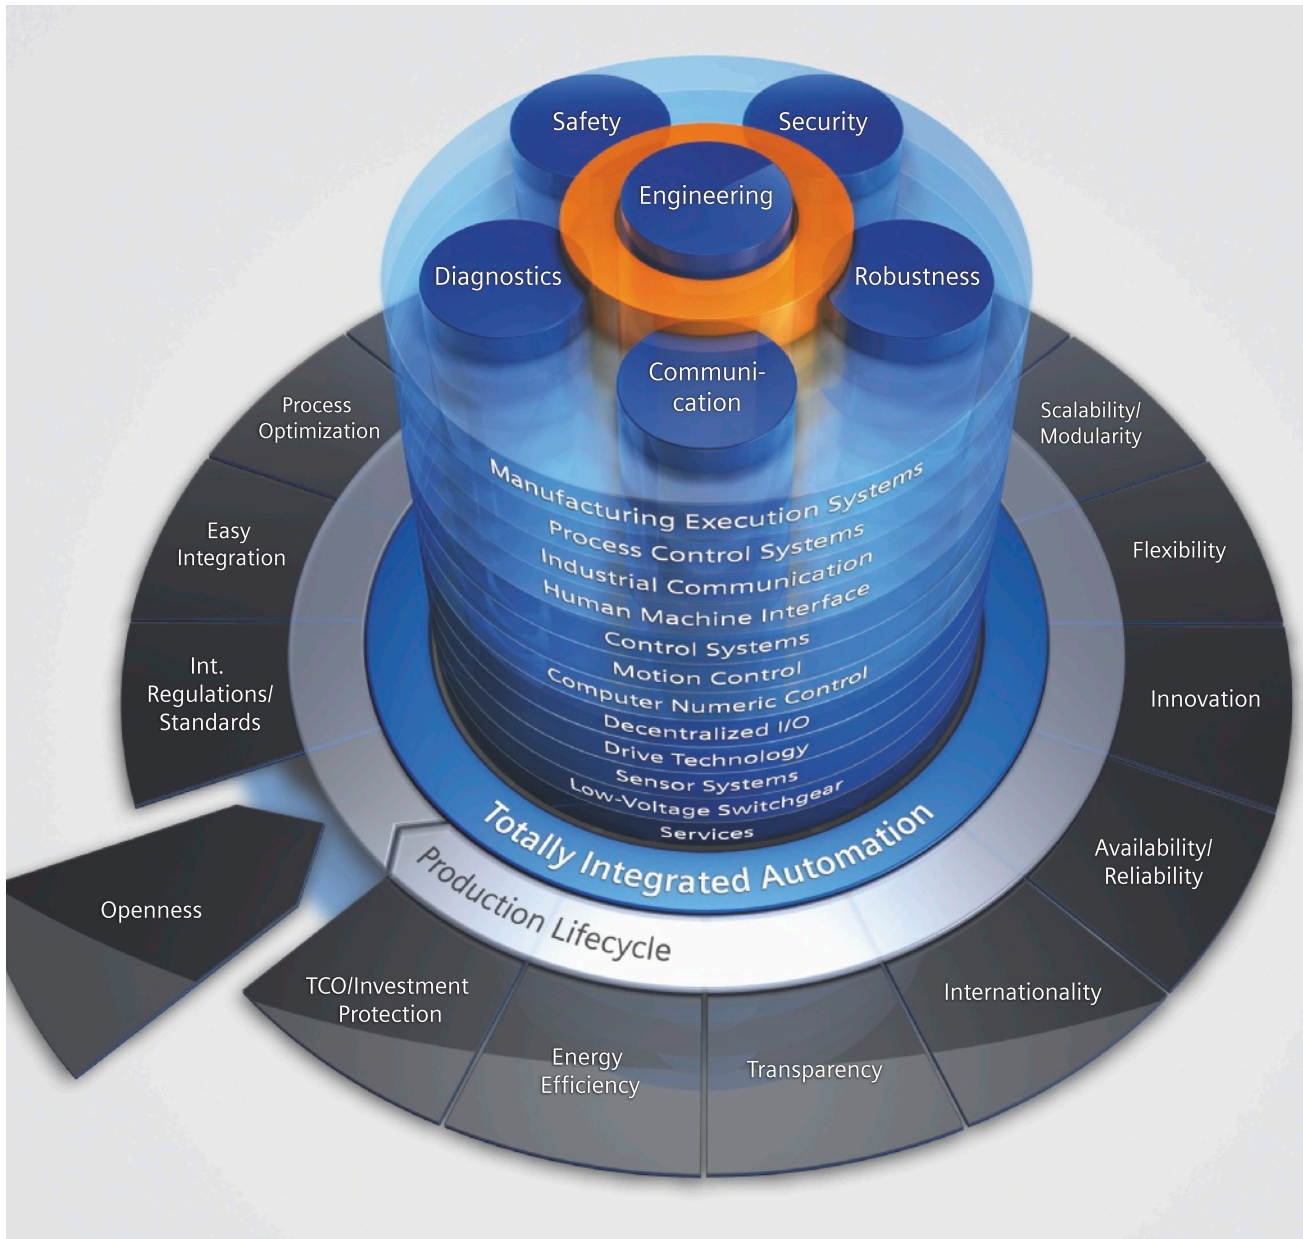 Safety
Security
Engineering
Diagnostics
Robustness
Communi-
cation
Process
Optimization
Scalability/
Modularity
Manufacturing Execution Systems
Process Control Systems
Industrial Communication
Human Machine Interface
Control Systems
Motion Control
Computer Numeric Control
Decentralized I/O
Drive Technology
Sensor Systems
Low-Voltage Switchgear
Services
Easy
Integration
Flexibility
Int.
Regulations/
Standards
Innovation
Totally Integrated Automation
Production Lifecycle
Availability/
Reliability
Openness
TCO/Investment
Protection
Internationality
Energy
Efficiency
Transparency